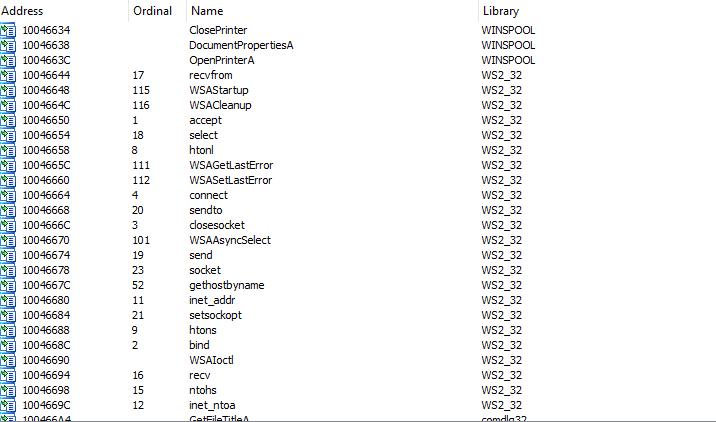 Address Ordinal Name Library
10046634 ClosePrinter WINSPOOL
10046638 DocumentPropertiesA WINSPOOL
1004663C OpenPrinterA WINSPOOL
10046644 17 recvfrom WS2_32
10046648 115 WSAStartup WS2_32
1004664C 116 WSACleanup WS2_32
10046650 1 accept WS2_32
10046654 18 select WS2_32
10046658 8 htonl WS2_32
1004665C 111 WSAGetLastError WS2_32
10046660 112 WSASetLastError WS2_32
10046664 4 connect WS2_32
10046668 20 sendto WS2_32
1004666C 3 closesocket WS2_32
10046670 101 WSAAsyncSelect WS2_32
10046674 19 send WS2_32
10046678 23 socket WS2_32
1004667C 52 gethostbyname WS2_32
10046680 11 inet_addr WS2_32
10046684 21 setsockopt WS2_32
10046688 9 htons WS2_32
1004668C 2 bind WS2_32
10046690 WSAIoctl WS2_32
10046694 16 recv WS2_32
10046698 15 ntohs WS2_32
1004669C 12 inet_ntoa WS2_32
100466A4 GetFileTitleA comdlg32